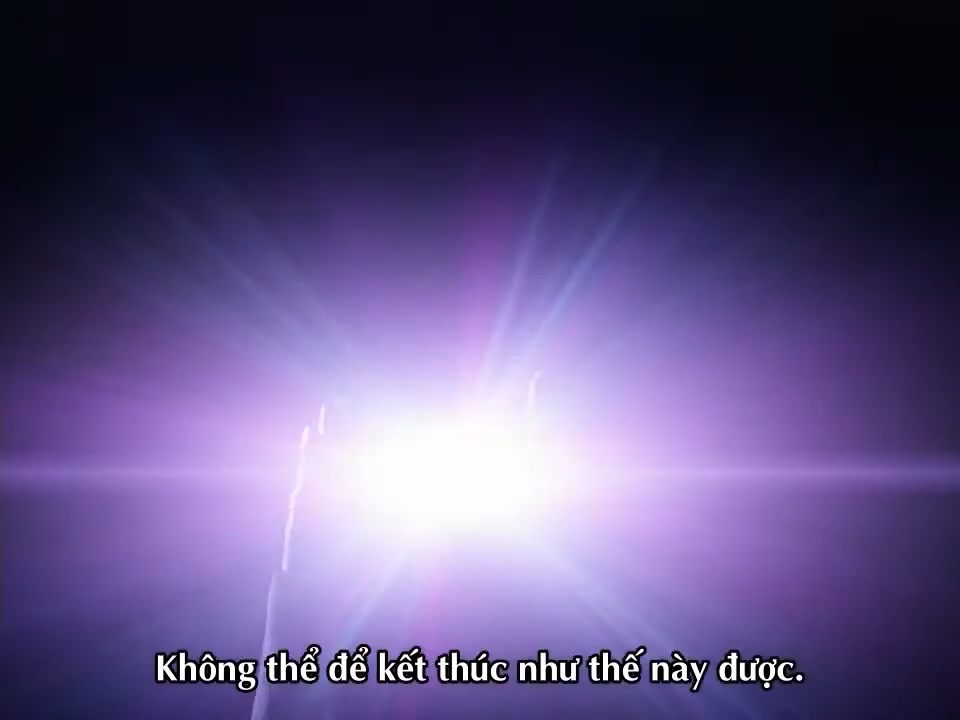 Không thể để kết thúc như thế này được.